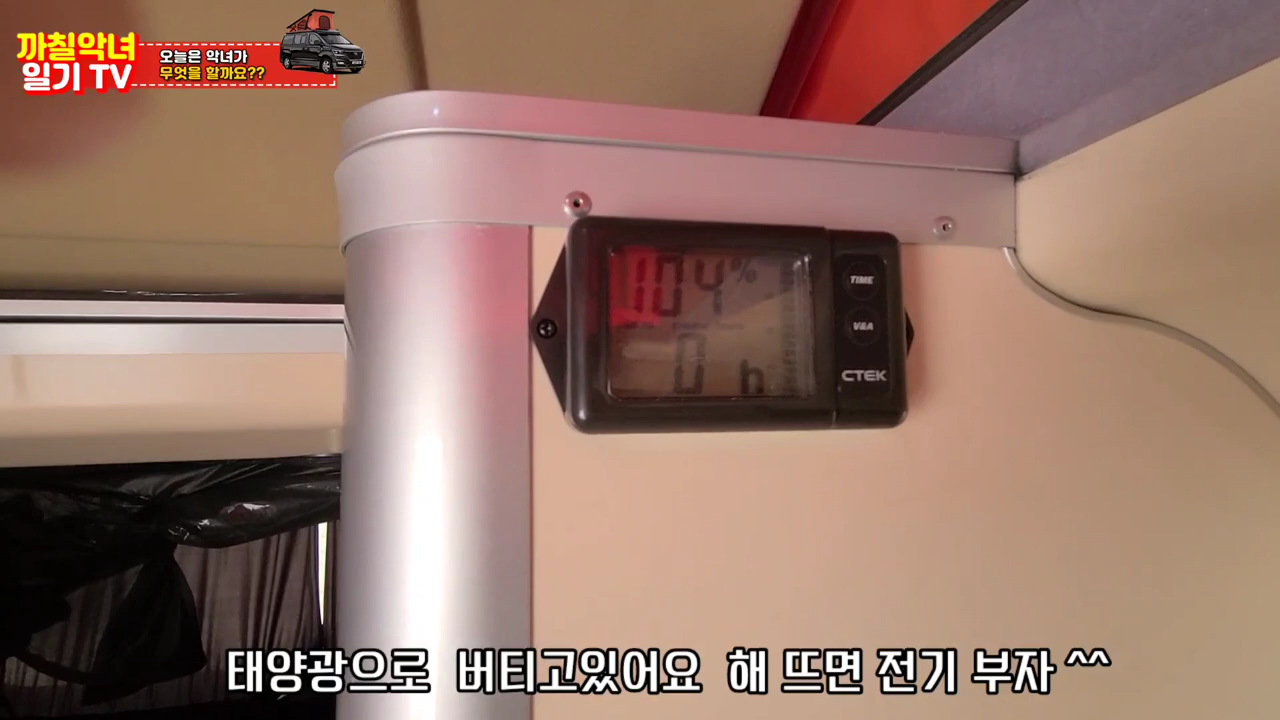 까칠악녀
일기 TV
오늘은 악녀가
무엇을 할까요??
104%
0 h
TIME
V&A
CTEK
태양광으로 버티고있어요 해 뜨면 전기 부자 ^^